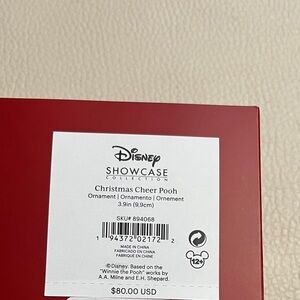 Disney
SHOWCASE
COLLECTION
Christmas Cheer Pooh
Ornament | Ornamento | Ornement
3.9in (9.9cm)
SKU# 894068
1 94372 02172 2
MADE IN CHINA
FABRICADO EN CHINA
FABRIQUÉ EN CHINE
12+
©Disney. Based on the
"Winnie the Pooh" works by
A.A. Milne and E.H. Shepard.
$80.00 USD